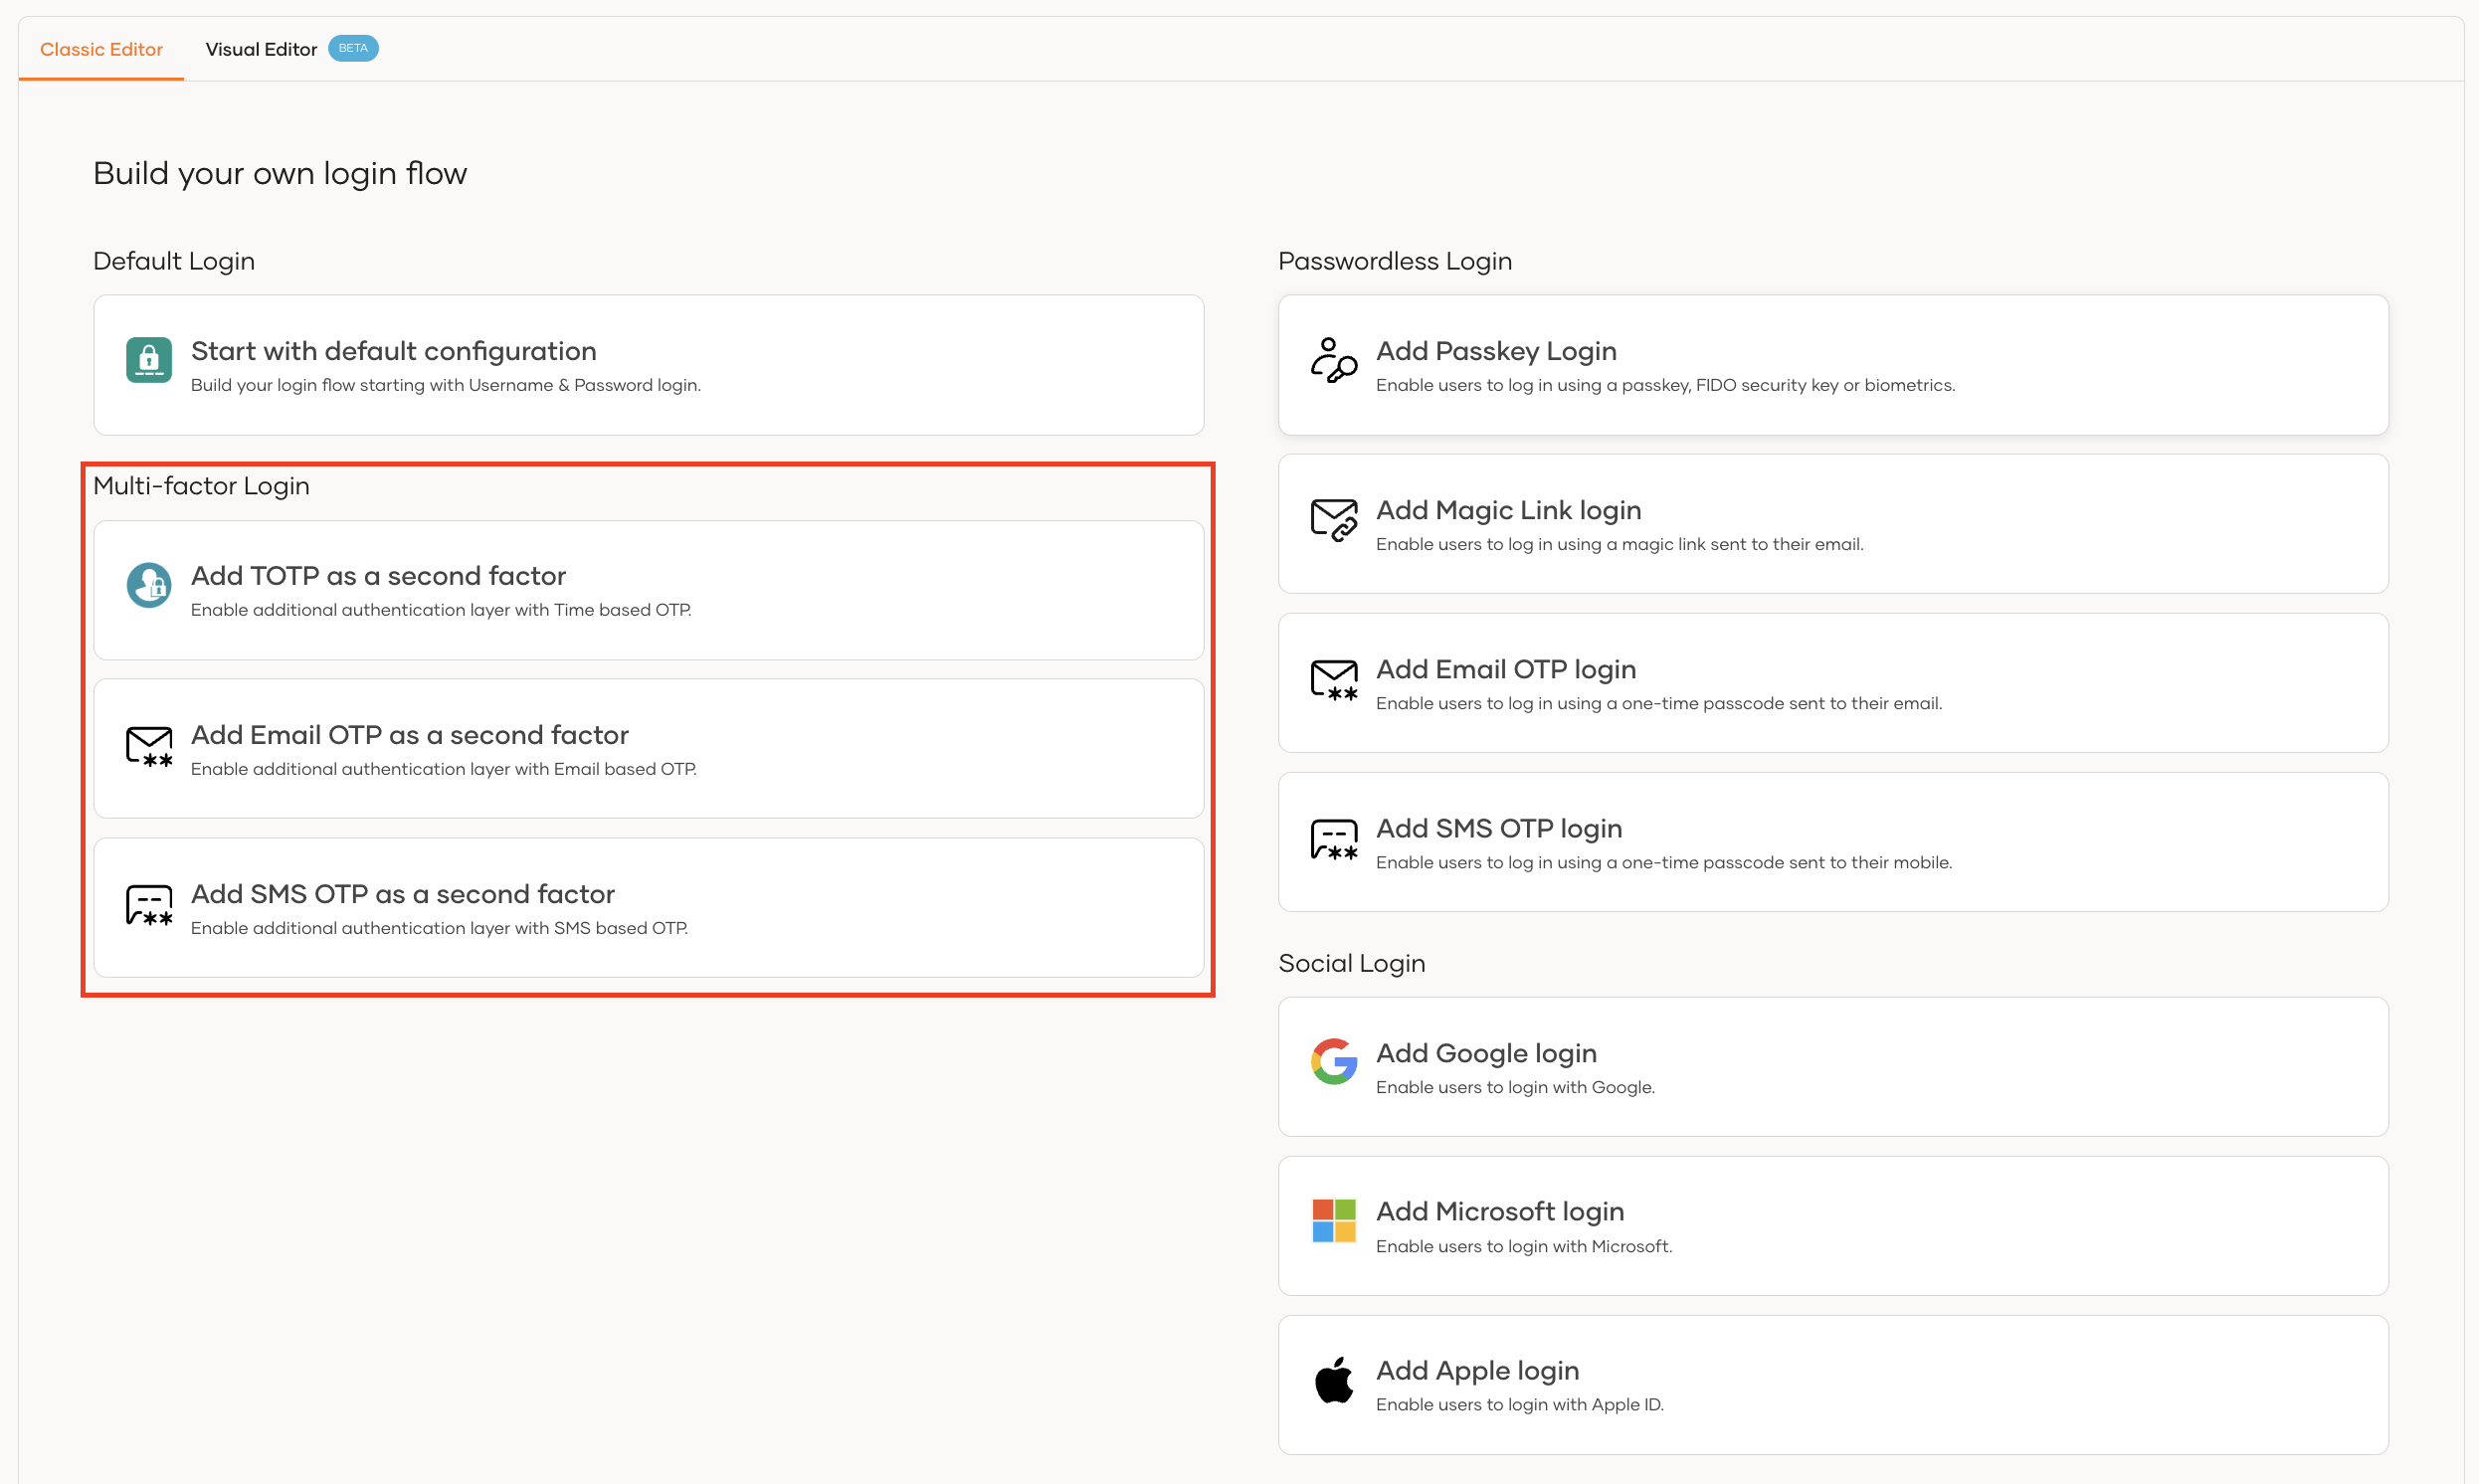 Classic Editor
Visual Editor
BETA
Build your own login flow
Default Login
Start with default configuration
Build your login flow starting with Username & Password login.
Multi-factor Login
Add TOTP as a second factor
Enable additional authentication layer with Time based OTP.
Add Email OTP as a second factor
Enable additional authentication layer with Email based OTP.
Add SMS OTP as a second factor
Enable additional authentication layer with SMS based OTP.
Passwordless Login
Add Passkey Login
Enable users to log in using a passkey, FIDO security key or biometrics.
Add Magic Link login
Enable users to log in using a magic link sent to their email.
Add Email OTP login
Enable users to log in using a one-time passcode sent to their email.
Add SMS OTP login
Enable users to log in using a one-time passcode sent to their mobile.
Social Login
Add Google login
Enable users to login with Google.
Add Microsoft login
Enable users to login with Microsoft.
Add Apple login
Enable users to login with Apple ID.